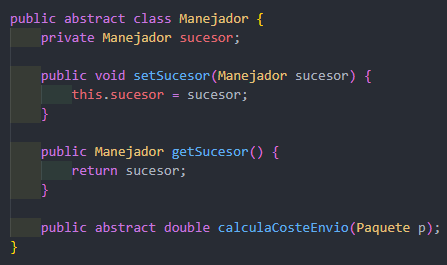 public abstract class Manejador {
    private Manejador sucesor;

    public void setSucesor(Manejador sucesor) {
        this.sucesor = sucesor;
    }

    public Manejador getSucesor() {
        return sucesor;
    }

    public abstract double calculaCosteEnvio(Paquete p);
}